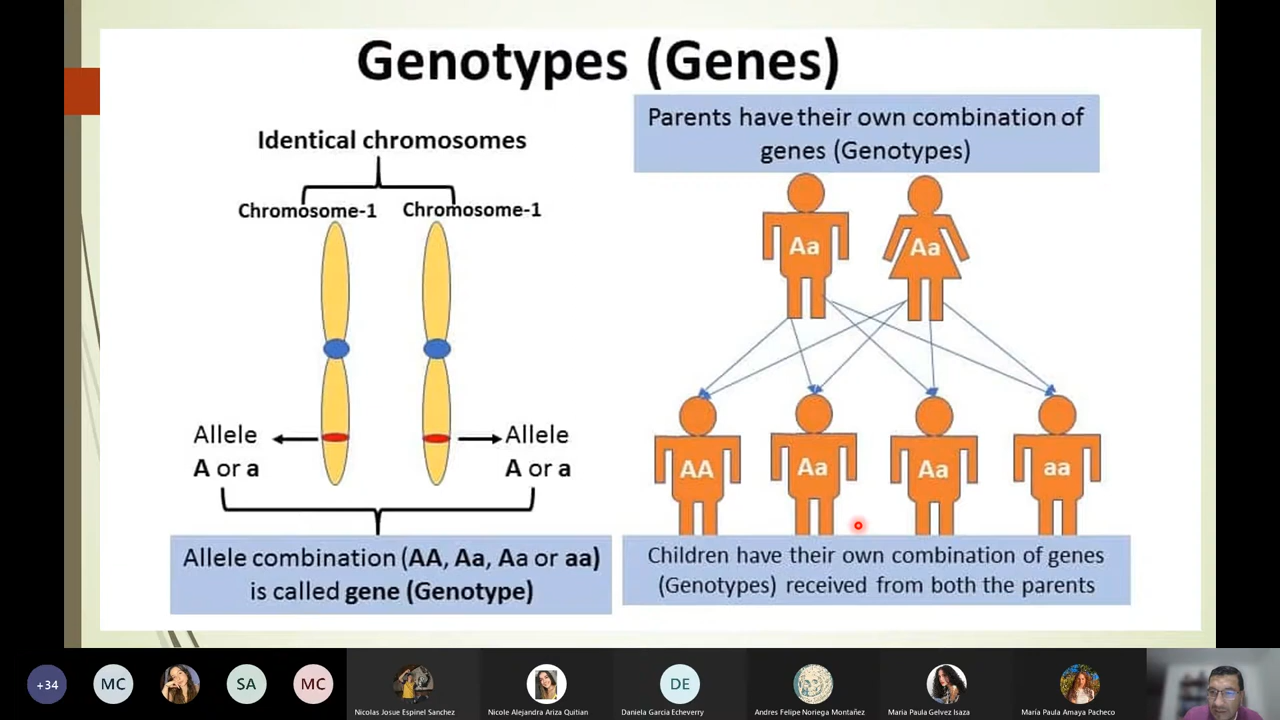 Genotypes (Genes)
Identical chromosomes
Chromosome-1
Chromosome-1
Allele
A or a
Allele
A or a
Allele combination (AA, Aa, Aa or aa)
is called gene (Genotype)
Parents have their own combination of
genes (Genotypes)
Aa
Aa
AA
Aa
Aa
aa
Children have their own combination of genes
(Genotypes) received from both the parents
+34
MC
SA
MC
DE
Nicolas Josue Espinel Sanchez
Nicole Alejandra Ariza Quitian
Daniela Garcia Echeverry
Andres Felipe Noriega Montañez
Maria Paula Gelvez Isaza
María Paula Amaya Pacheco